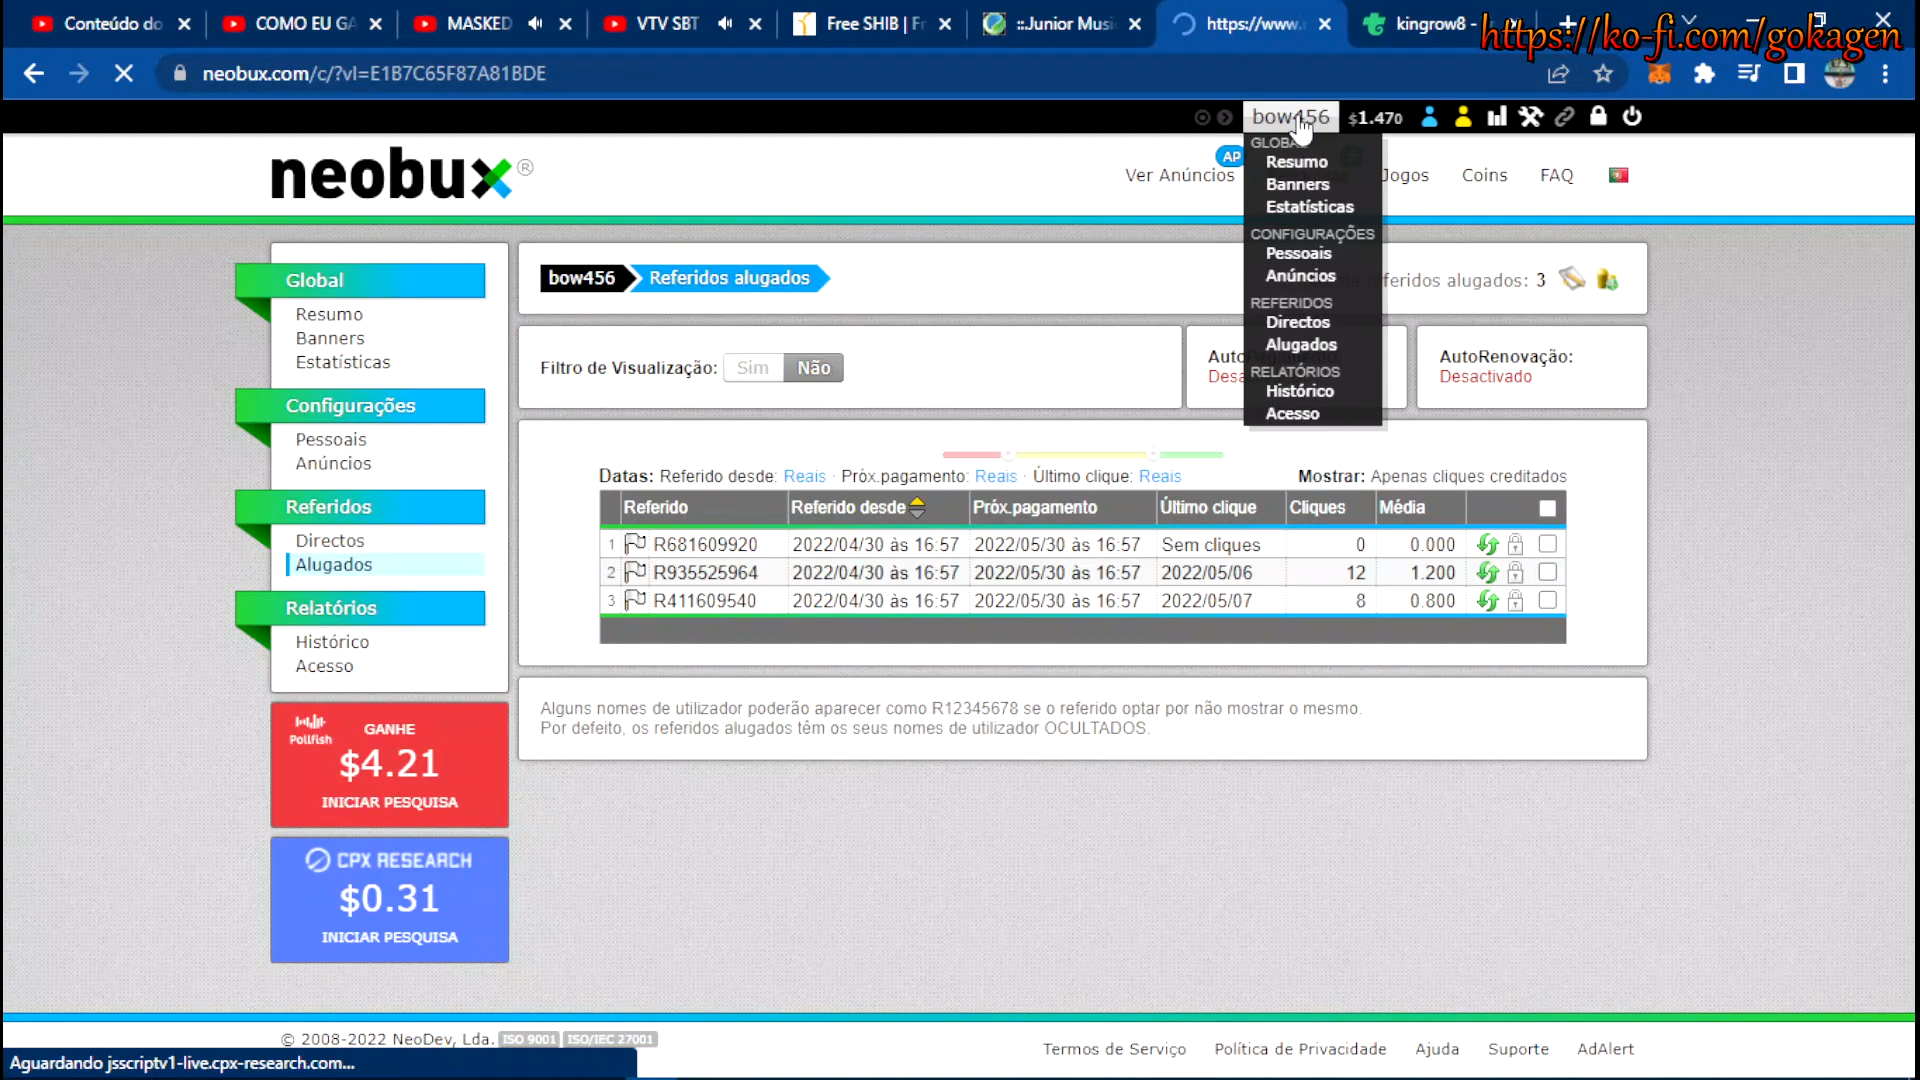 Conteúdo do
COMO EU GA
MASKED
VTV SBT
Free SHIB | Fr
::Junior Musi
https://www.
kingrow8 -
https://ko-fi.com/gokagen
neobux.com/c/?vl=E1B7C65F87A81BDE
bow456
$1.470
neobux®
Ver Anúncios
AP
Jogos
Coins
FAQ
GLOBAL
Resumo
Banners
Estatísticas
CONFIGURAÇÕES
Pessoais
Anúncios
REFERIDOS
Directos
Alugados
RELATÓRIOS
Histórico
Acesso
Global
Resumo
Banners
Estatísticas
Configurações
Pessoais
Anúncios
Referidos
Directos
Alugados
Relatórios
Histórico
Acesso
bow456
Referidos alugados
eferidos alugados: 3
Filtro de Visualização: Sim Não
AutoPagamento
Desa
AutoRenovação:
Desactivado
Datas: Referido desde: Reais · Próx.pagamento: Reais · Último clique: Reais
Mostrar: Apenas cliques creditados
Referido Referido desde Próx.pagamento Último clique Cliques Média
1 R681609920 2022/04/30 às 16:57 2022/05/30 às 16:57 Sem cliques 0 0.000
2 R935525964 2022/04/30 às 16:57 2022/05/30 às 16:57 2022/05/06 12 1.200
3 R411609540 2022/04/30 às 16:57 2022/05/30 às 16:57 2022/05/07 8 0.800
Alguns nomes de utilizador poderão aparecer como R12345678 se o referido optar por não mostrar o mesmo.
Por defeito, os referidos alugados têm os seus nomes de utilizador OCULTADOS.
Pollfish
GANHE
$4.21
INICIAR PESQUISA
CPX RESEARCH
$0.31
INICIAR PESQUISA
© 2008-2022 NeoDev, Lda. ISO 9001 ISO/IEC 27001
Termos de Serviço
Política de Privacidade
Ajuda
Suporte
AdAlert
Aguardando jsscriptv1-live.cpx-research.com...